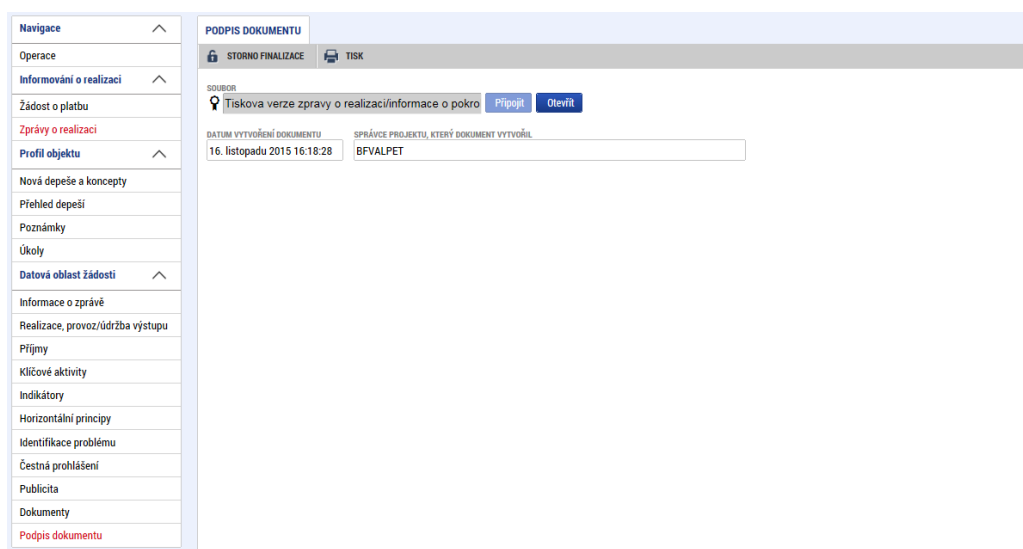 Navigace
Operace
Informování o realizaci
Žádost o platbu
Zprávy o realizaci
Profil objektu
Nová depeše a koncepty
Přehled depeší
Poznámky
Úkoly
Datová oblast žádosti
Informace o zprávě
Realizace, provoz/údržba výstupu
Příjmy
Klíčové aktivity
Indikátory
Horizontální principy
Identifikace problému
Čestná prohlášení
Publicita
Dokumenty
Podpis dokumentu
PODPIS DOKUMENTU
STORNO FINALIZACE TISK
SOUBOR
Tiskova verze zpravy o realizaci/informace o pokro Připojit Otevřít
DATUM VYTVOŘENÍ DOKUMENTU SPRÁVCE PROJEKTU, KTERÝ DOKUMENT VYTVOŘIL
16. listopadu 2015 16:18:28 BFVALPET